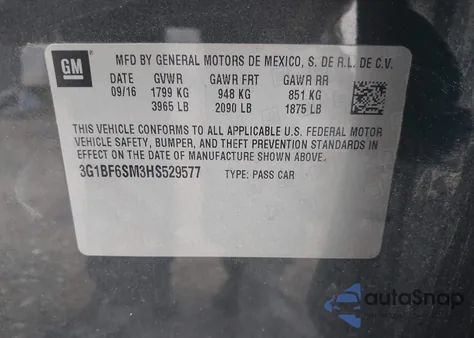 GM
MFD BY GENERAL MOTORS DE MEXICO, S. DE R.L. DE C.V.
DATE GVWR GAWR FRT GAWR RR
09/16 1799 KG 948 KG 851 KG
3965 LB 2090 LB 1875 LB
THIS VEHICLE CONFORMS TO ALL APPLICABLE U.S. FEDERAL MOTOR
VEHICLE SAFETY, BUMPER, AND THEFT PREVENTION STANDARDS IN
EFFECT ON THE DATE OF MANUFACTURE SHOWN ABOVE.
3G1BF6SM3HS529577 TYPE: PASS CAR
autoSnap